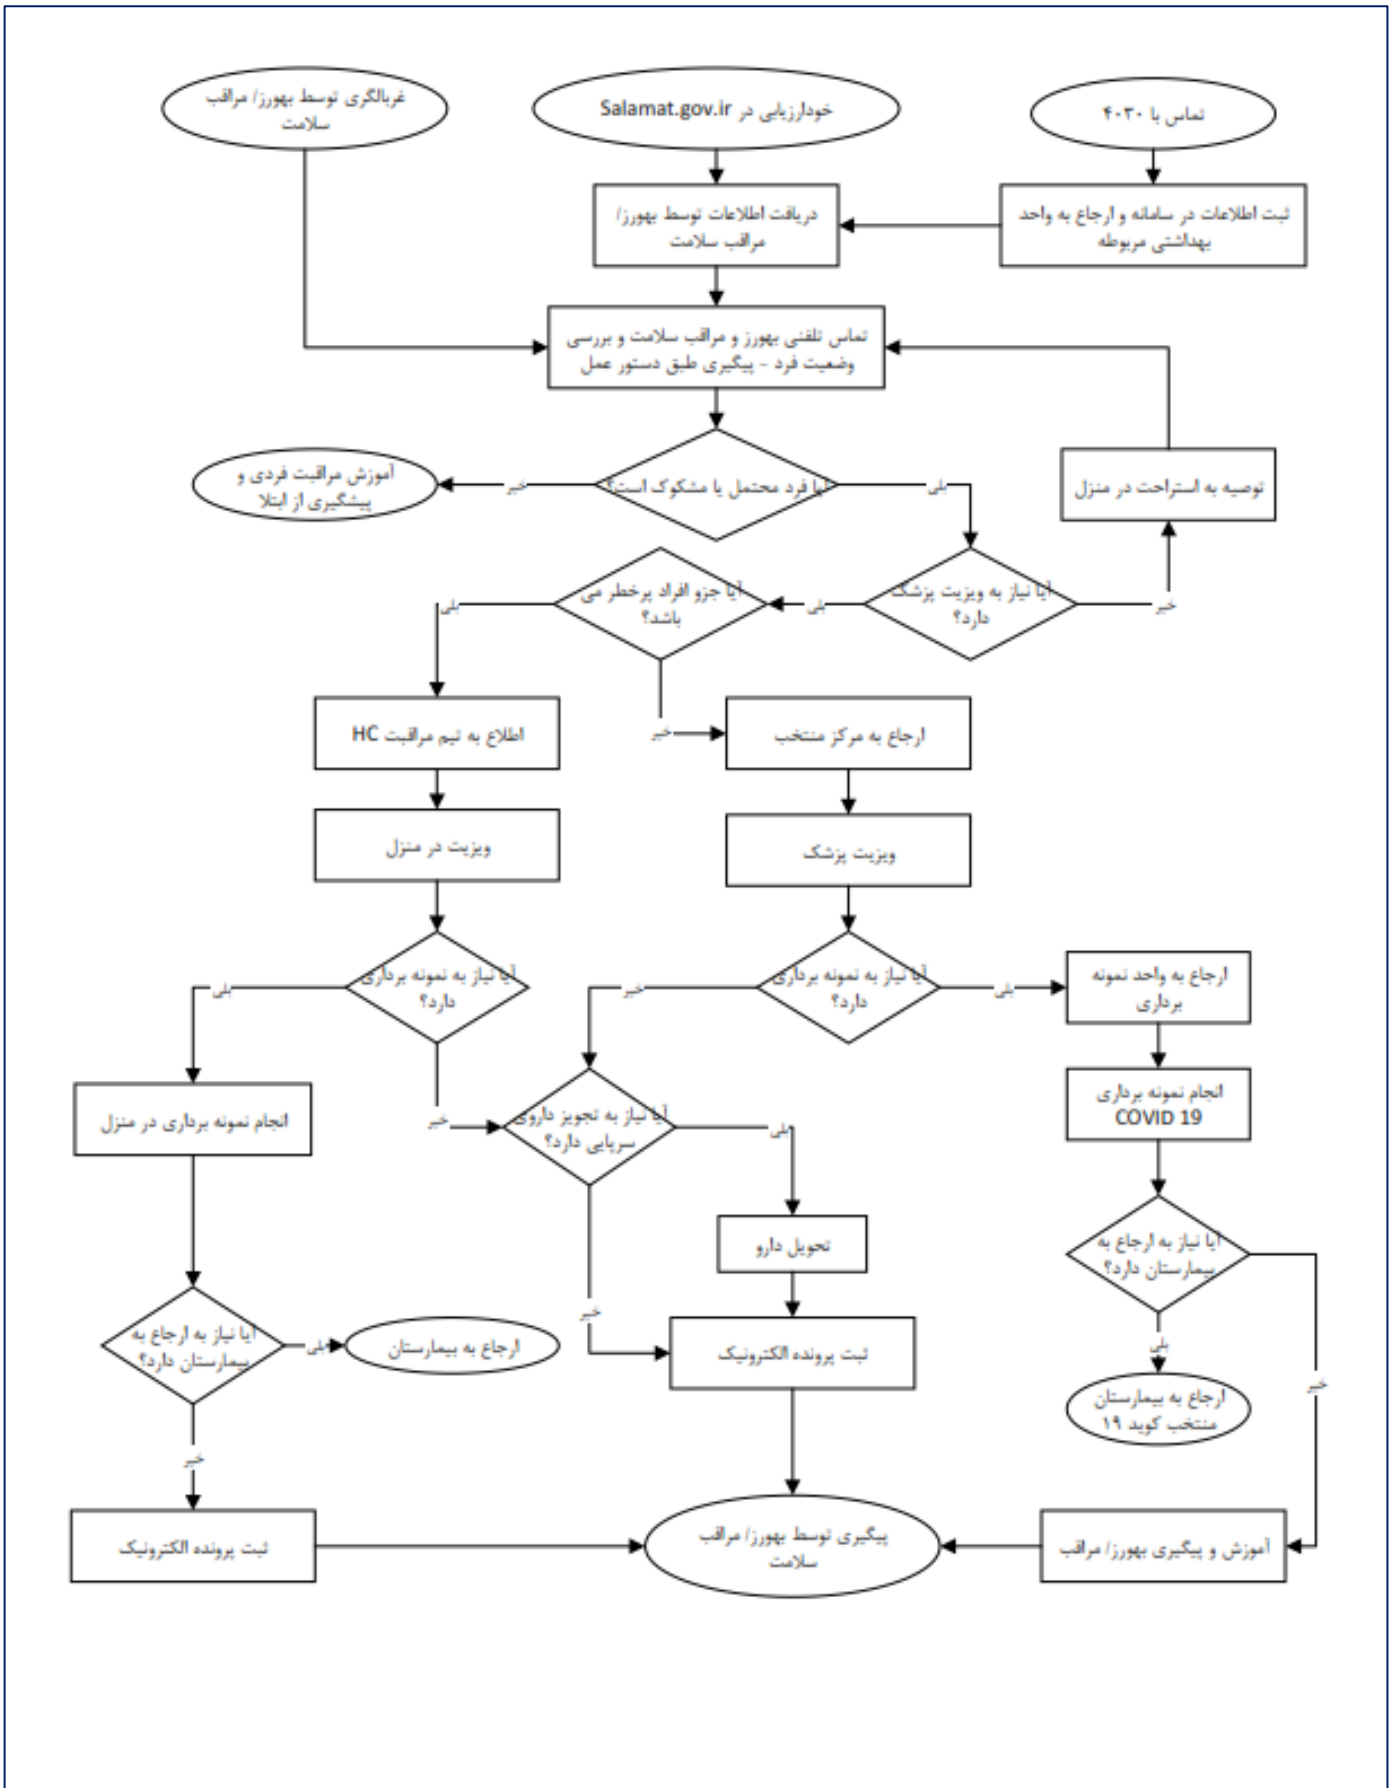 تماس با ۴۰۳۰
خودارزیابی در Salamat.gov.ir
غربالگری توسط بهورز/ مراقب
سلامت
ثبت اطلاعات در سامانه و ارجاع به واحد
بهداشتی مربوطه
دریافت اطلاعات توسط بهورز/
مراقب سلامت
تماس تلفنی بهورز و مراقب سلامت و بررسی
وضعیت فرد - پیگیری طبق دستور عمل
آیا فرد محتمل یا مشکوک است؟
بلی
خیر
آموزش مراقبت فردی و
پیشگیری از ابتلا
توصیه به استراحت در منزل
آیا نیاز به ویزیت پزشک
دارد؟
خیر
بلی
آیا جزو افراد پرخطر می
باشد؟
بلی
خیر
ارجاع به مرکز منتخب
اطلاع به تیم مراقبت HC
ویزیت پزشک
ویزیت در منزل
آیا نیاز به نمونه برداری
دارد؟
بلی
خیر
ارجاع به واحد نمونه
برداری
آیا نیاز به نمونه برداری
دارد؟
بلی
خیر
انجام نمونه برداری
COVID 19
آیا نیاز به تجویز داروی
سرپایی دارد؟
بلی
خیر
انجام نمونه برداری در منزل
تحویل دارو
آیا نیاز به ارجاع به
بیمارستان دارد؟
بلی
خیر
ارجاع به بیمارستان
منتخب کوید ۱۹
ثبت پرونده الکترونیک
آیا نیاز به ارجاع به
بیمارستان دارد؟
بلی
ارجاع به بیمارستان
خیر
آموزش و پیگیری بهورز/ مراقب
پیگیری توسط بهورز/ مراقب
سلامت
ثبت پرونده الکترونیک